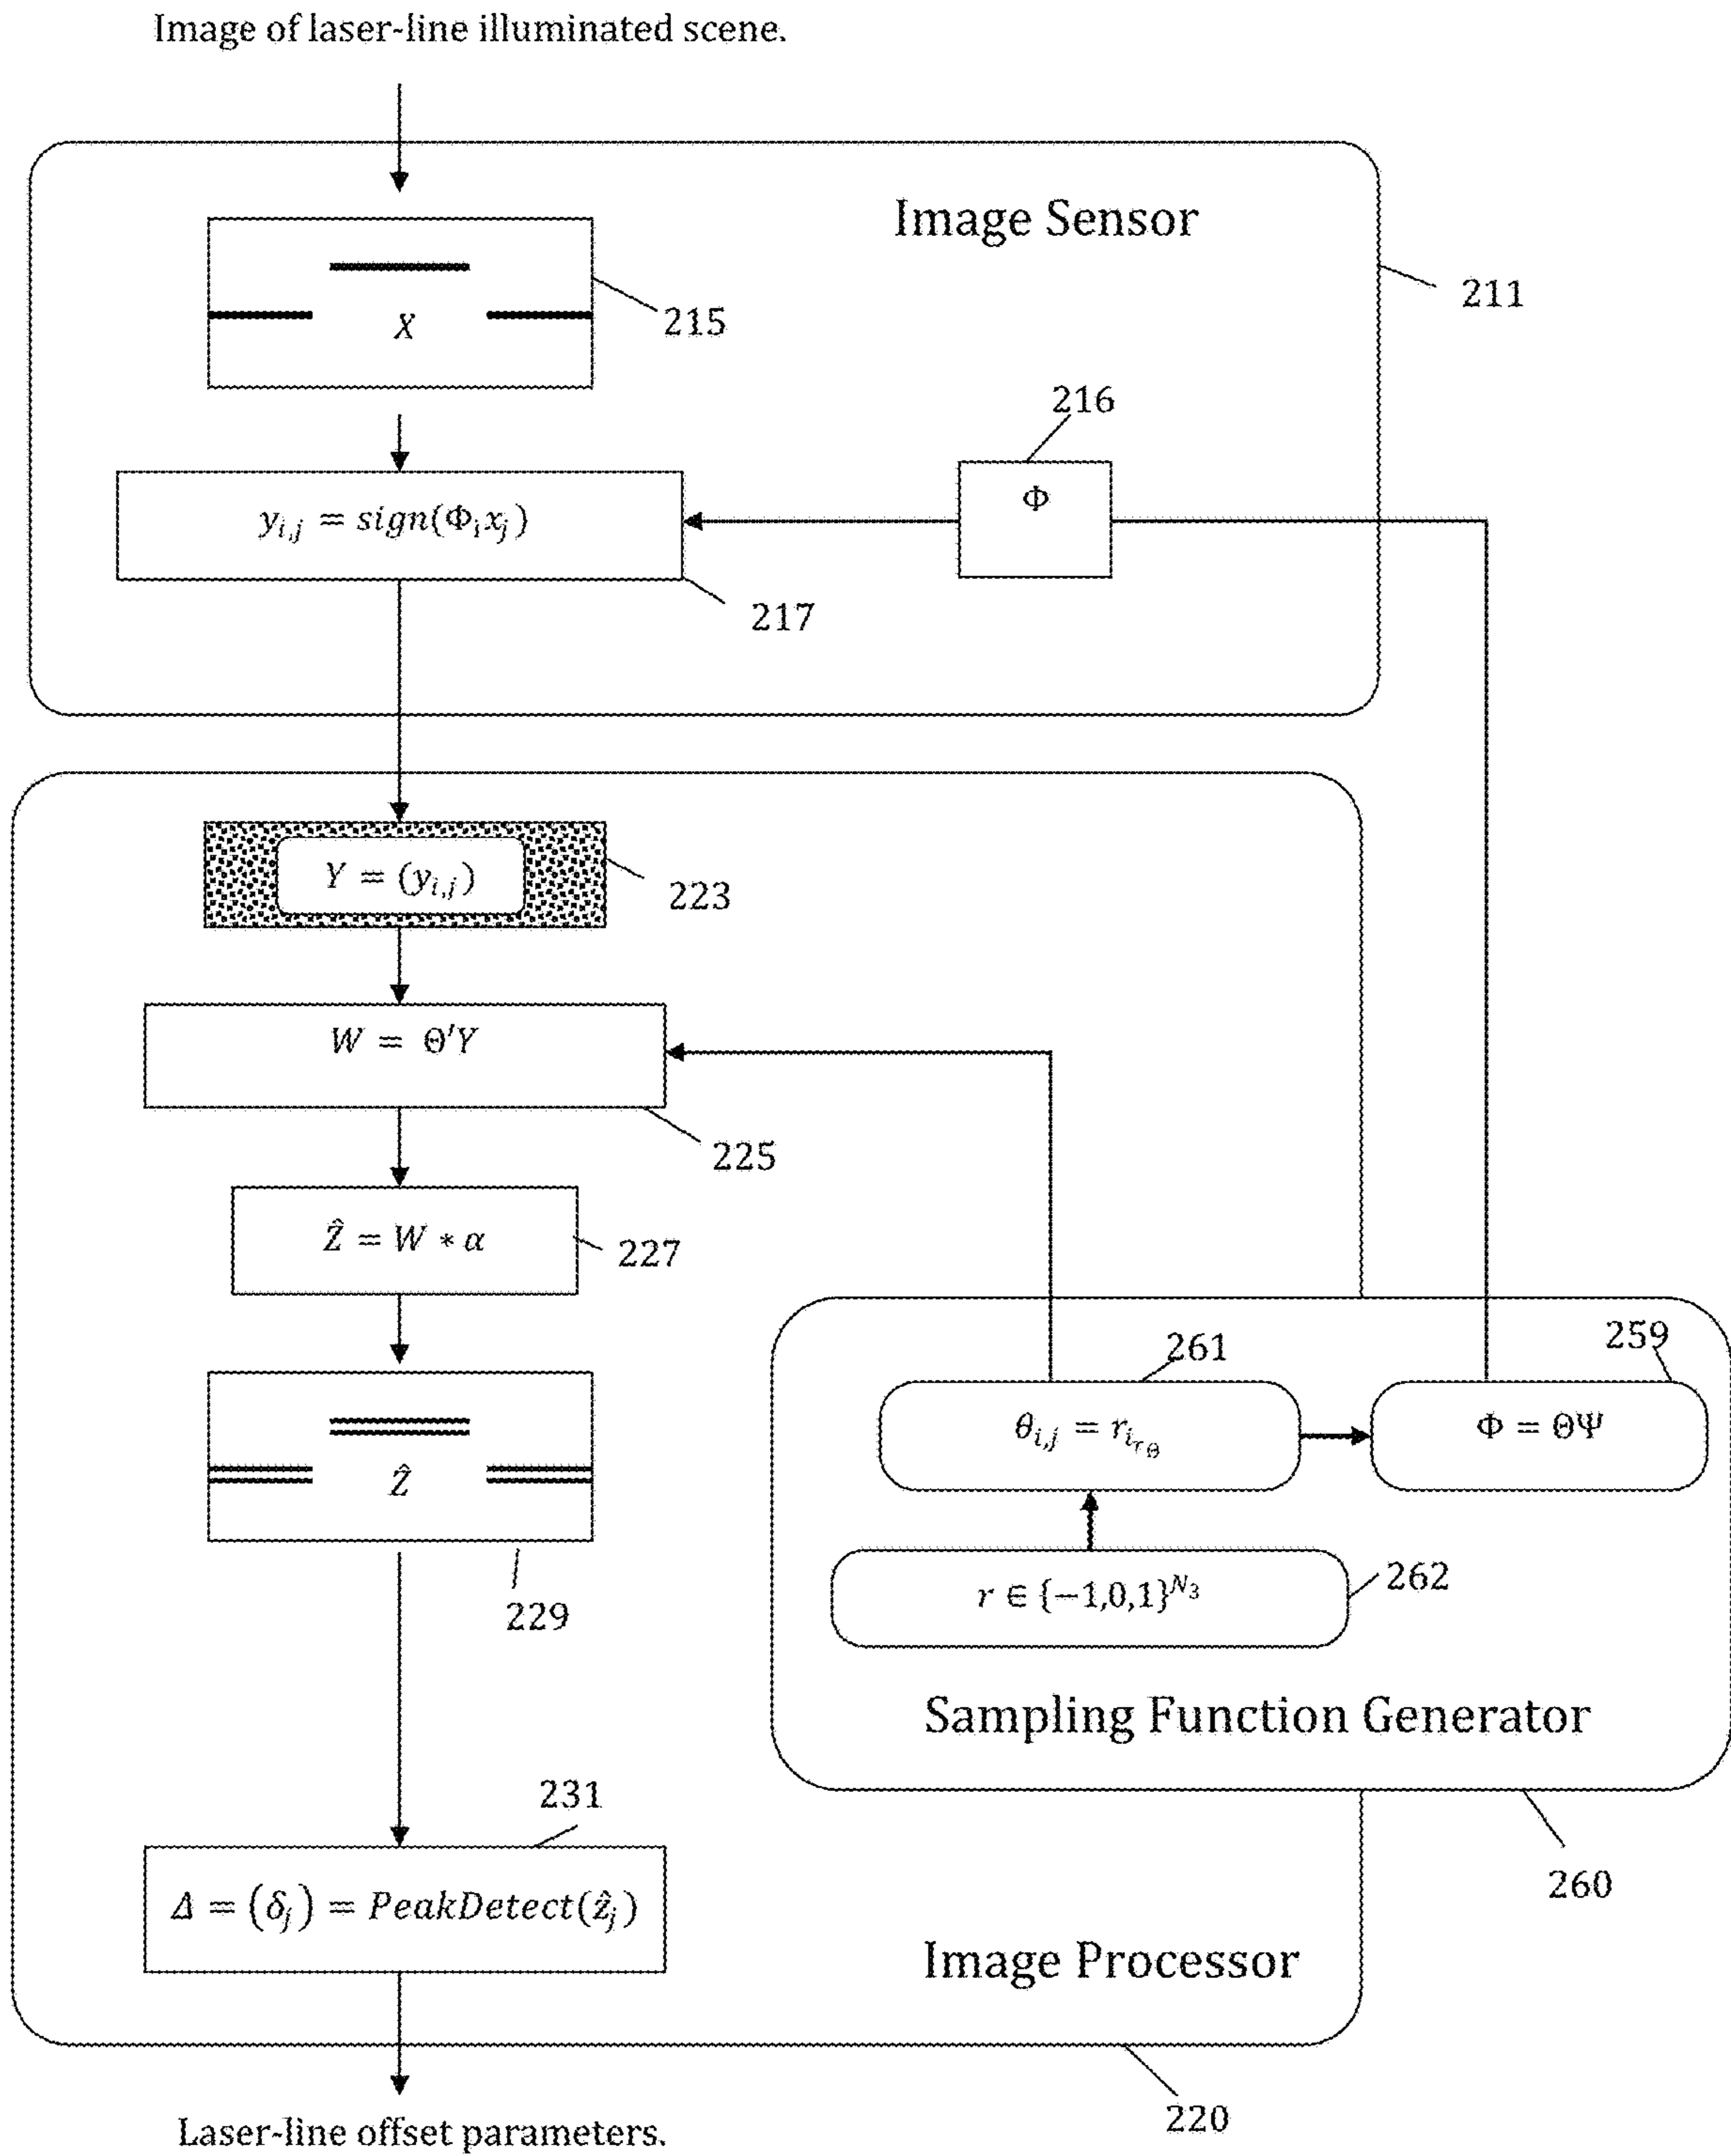 Image of laser-line illuminated scene.
Image Sensor
211
X
215
216
Φ
y_{i,j} = sign(Φ_i x_j)
217
Y = (y_{i,j})
223
W = Θ'Y
225
Ẑ = W * α
227
261
259
θ_{i,j} = r_{i_{r_Θ}}
Φ = ΘΨ
Ẑ
229
r ∈ {−1,0,1}^{N_3}
262
Sampling Function Generator
231
260
Δ = (δ_j) = PeakDetect(ẑ_j)
Image Processor
220
Laser-line offset parameters.